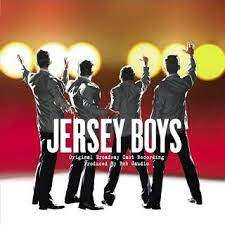 JERSEY BOYS
Original Broadway Cast Recording
Produced By Bob Gaudio